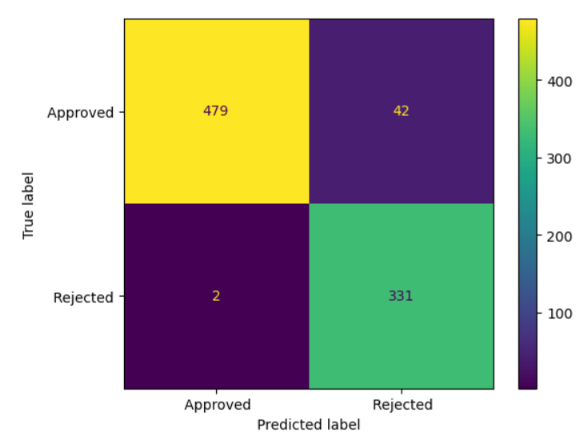 Approved
479
42
True label
Rejected
2
331
Approved
Rejected
Predicted label
400
300
200
100